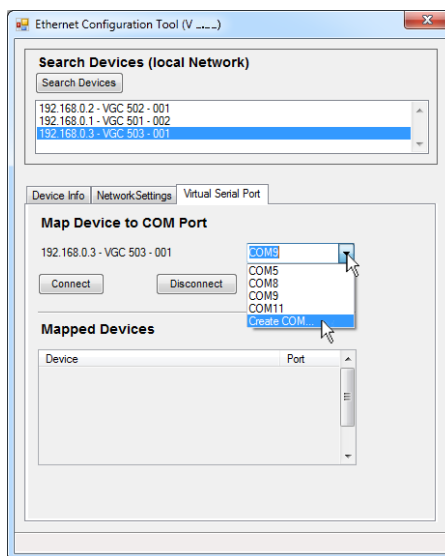 Ethernet Configuration Tool (V _.__)
Search Devices (local Network)
Search Devices
192.168.0.2 - VGC 502 - 001
192.168.0.1 - VGC 501 - 002
192.168.0.3 - VGC 503 - 001
Device Info NetworkSettings Virtual Serial Port
Map Device to COM Port
192.168.0.3 - VGC 503 - 001 COM9
COM5
COM8
COM9
COM11
Create COM...
Connect Disconnect
Mapped Devices
Device Port